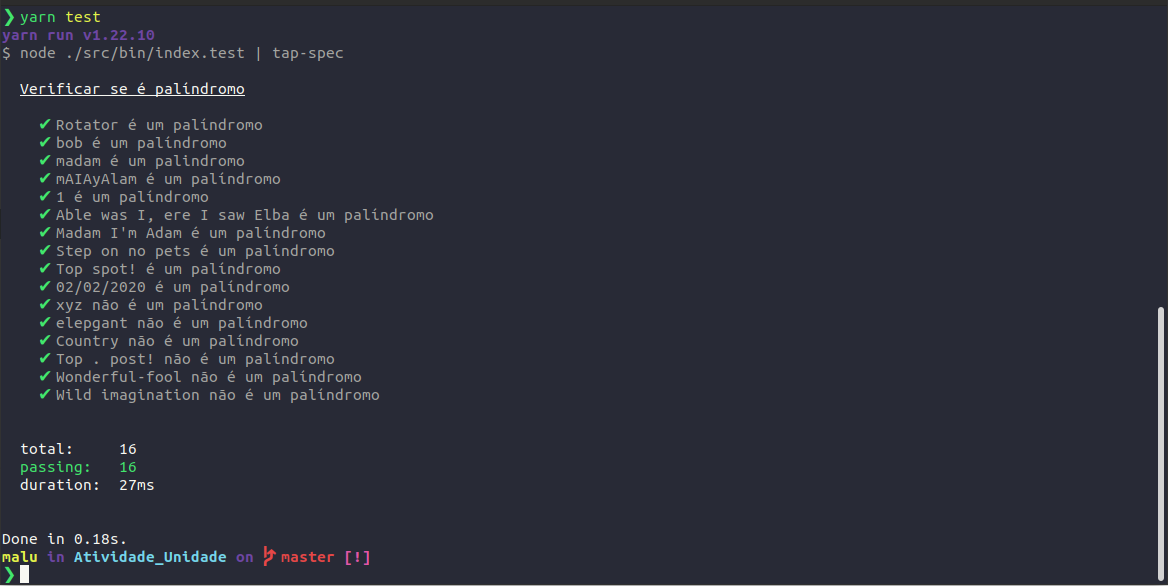 ❯ yarn test
yarn run v1.22.10
$ node ./src/bin/index.test | tap-spec
Verificar se é palíndromo
✔ Rotator é um palíndromo
✔ bob é um palíndromo
✔ madam é um palindromo
✔ mAIAyAlam é um palíndromo
✔ 1 é um palíndromo
✔ Able was I, ere I saw Elba é um palíndromo
✔ Madam I'm Adam é um palíndromo
✔ Step on no pets é um palíndromo
✔ Top spot! é um palíndromo
✔ 02/02/2020 é um palíndromo
✔ xyz não é um palíndromo
✔ elepgant não é um palíndromo
✔ Country não é um palíndromo
✔ Top . post! não é um palíndromo
✔ Wonderful-fool não é um palíndromo
✔ Wild imagination não é um palíndromo
total: 16
passing: 16
duration: 27ms
Done in 0.18s.
malu in Atividade_Unidade on master [!]
❯